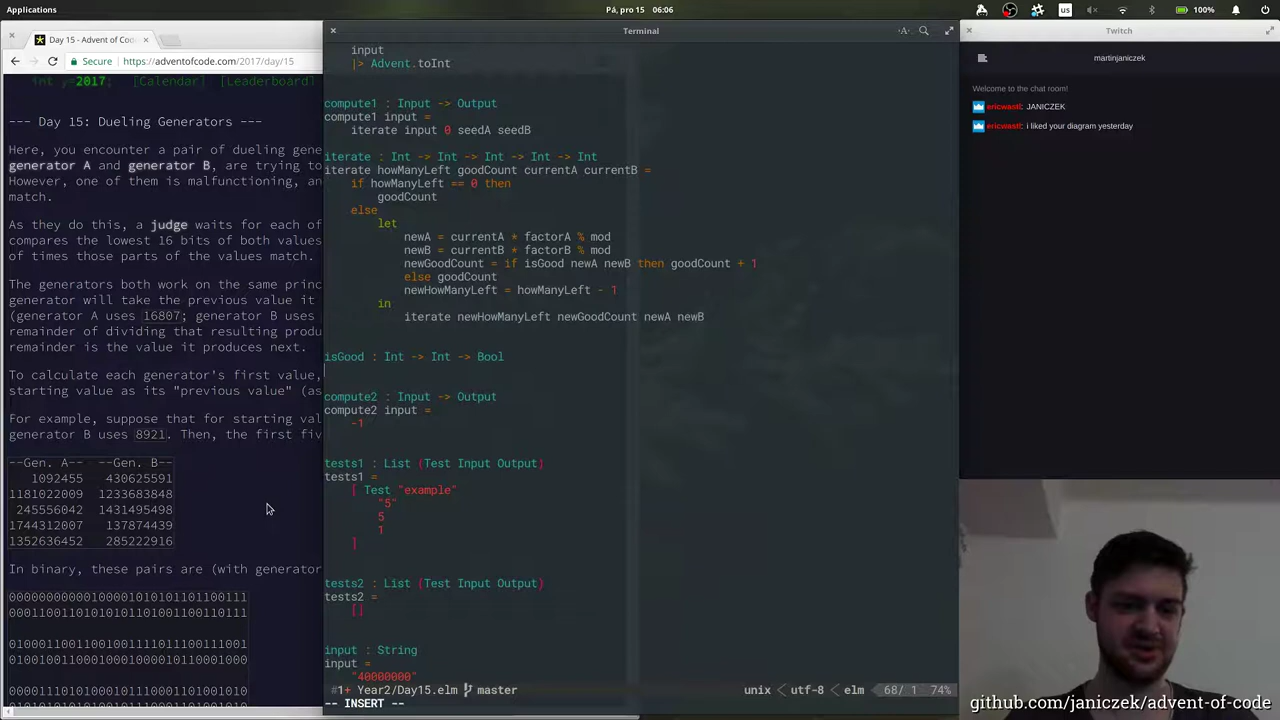 Applications
Pá, pro 15 06:06
us
100%
Day 15 - Advent of Cod
Terminal
Twitch
Secure https://adventofcode.com/2017/day/15
int y=2017; [Calendar] [Leaderboard]
--- Day 15: Dueling Generators ---
Here, you encounter a pair of dueling gene
generator A and generator B, are trying to
However, one of them is malfunctioning, an
match.
As they do this, a judge waits for each of
compares the lowest 16 bits of both values
of times those parts of the values match.
The generators both work on the same princ
generator will take the previous value it
(generator A uses 16807; generator B uses
remainder of dividing that resulting produ
remainder is the value it produces next.
To calculate each generator's first value,
starting value as its "previous value" (as
For example, suppose that for starting val
generator B uses 8921. Then, the first fiv
--Gen. A-- --Gen. B--
1092455 430625591
1181022009 1233683848
245556042 1431495498
1744312007 137874439
1352636452 285222916
In binary, these pairs are (with generator
00000000000100001010101101100111
00011001101010101101001100110111
01000110011001001111011100111001
01001001100010001000010110001000
00001110101000101110001101001010
input
|> Advent.toInt
compute1 : Input -> Output
compute1 input =
iterate input 0 seedA seedB
iterate : Int -> Int -> Int -> Int -> Int
iterate howManyLeft goodCount currentA currentB =
if howManyLeft == 0 then
goodCount
else
let
newA = currentA * factorA % mod
newB = currentB * factorB % mod
newGoodCount = if isGood newA newB then goodCount + 1
else goodCount
newHowManyLeft = howManyLeft - 1
in
iterate newHowManyLeft newGoodCount newA newB
isGood : Int -> Int -> Bool
compute2 : Input -> Output
compute2 input =
-1
tests1 : List (Test Input Output)
tests1 =
[ Test "example"
"5"
5
1
]
tests2 : List (Test Input Output)
tests2 =
[]
input : String
input =
"40000000"
#1+ Year2/Day15.elm master
unix < utf-8 < elm 68/ 1 74%
-- INSERT --
martinjaniczek
Welcome to the chat room!
ericwastl: JANICZEK
ericwastl: i liked your diagram yesterday
github.com/janiczek/advent-of-code